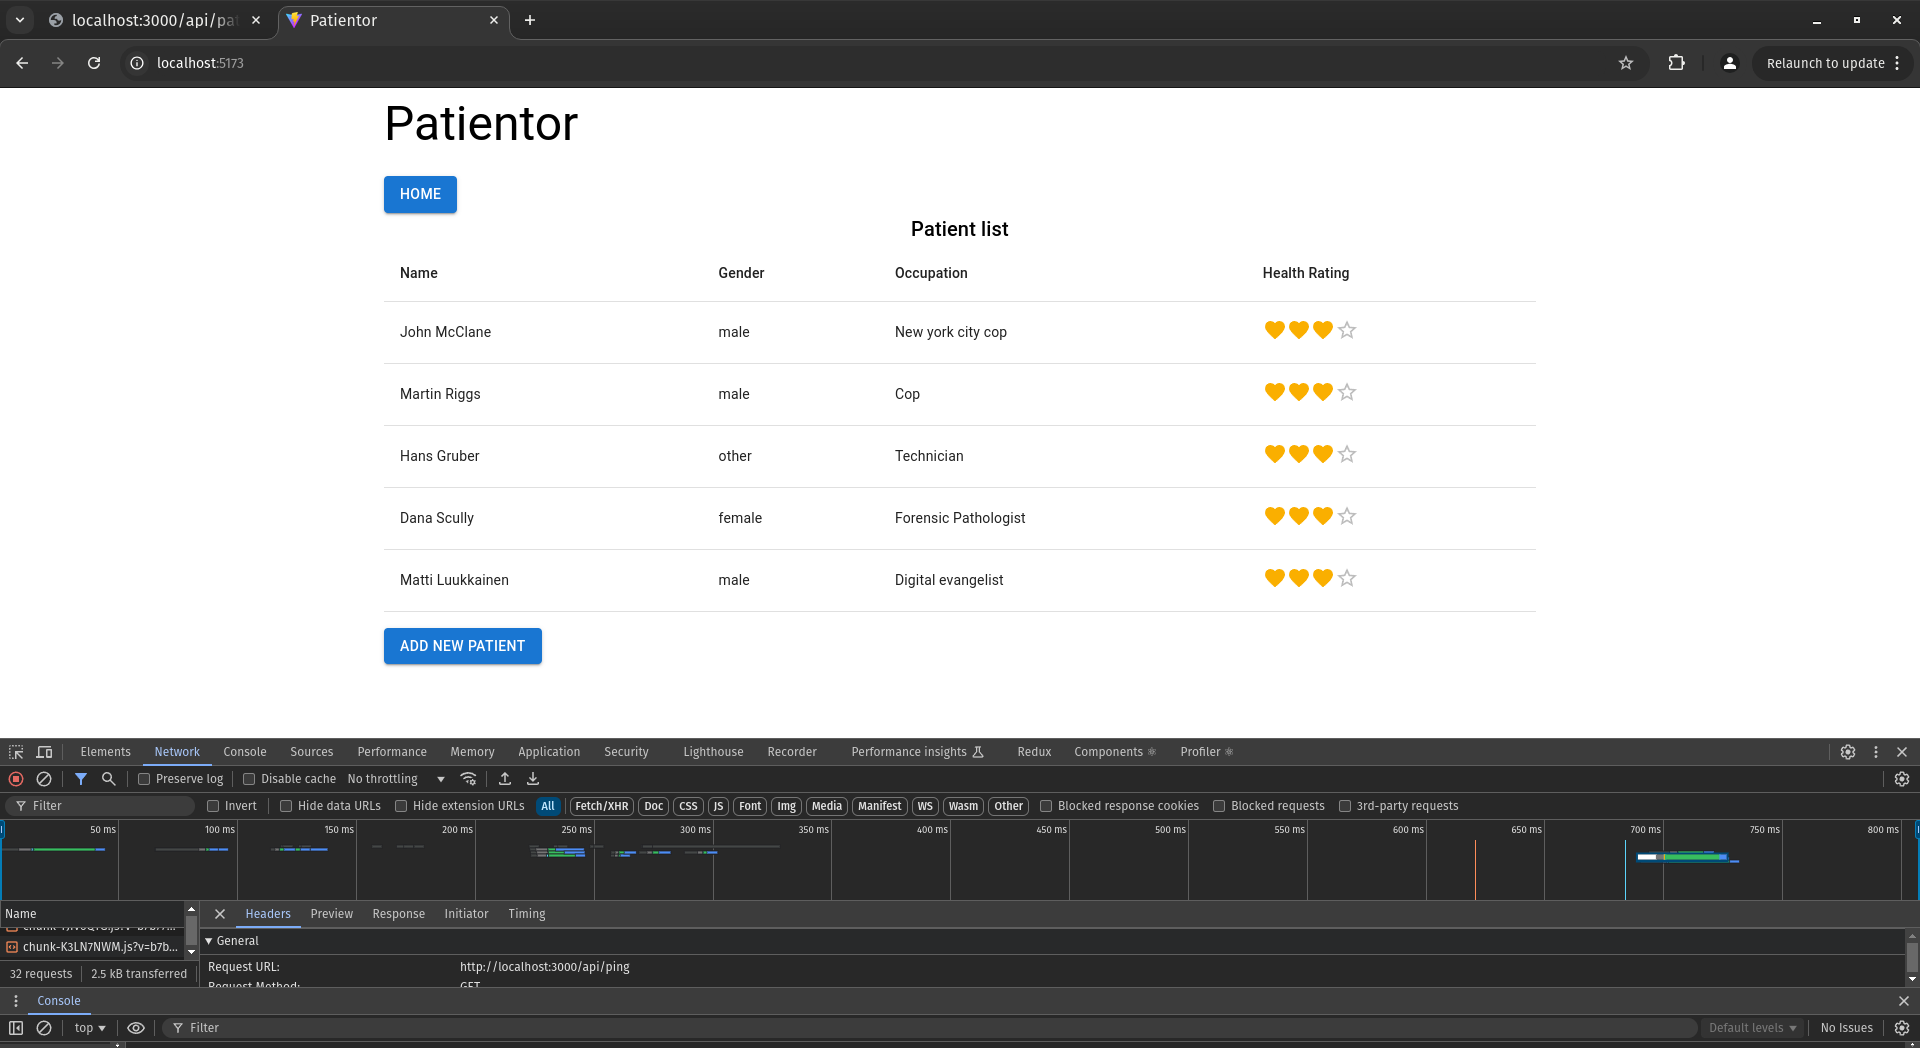 localhost:3000/api/pa
Patientor
localhost:5173
Relaunch to update
Patientor
HOME
Patient list
Name Gender Occupation Health Rating
John McClane male New york city cop
Martin Riggs male Cop
Hans Gruber other Technician
Dana Scully female Forensic Pathologist
Matti Luukkainen male Digital evangelist
ADD NEW PATIENT
Elements Network Console Sources Performance Memory Application Security Lighthouse Recorder Performance insights Redux Components Profiler
Preserve log Disable cache No throttling
Filter Invert Hide data URLs Hide extension URLs All Fetch/XHR Doc CSS JS Font Img Media Manifest WS Wasm Other Blocked response cookies Blocked requests 3rd-party requests
50 ms 100 ms 150 ms 200 ms 250 ms 300 ms 350 ms 400 ms 450 ms 500 ms 550 ms 600 ms 650 ms 700 ms 750 ms 800 ms
Name Headers Preview Response Initiator Timing
General
chunk-K3LN7NWM.js?v=b7b...
Request URL: http://localhost:3000/api/ping
32 requests 2.5 kB transferred
Request Method: GET
Console
top Filter Default levels No Issues